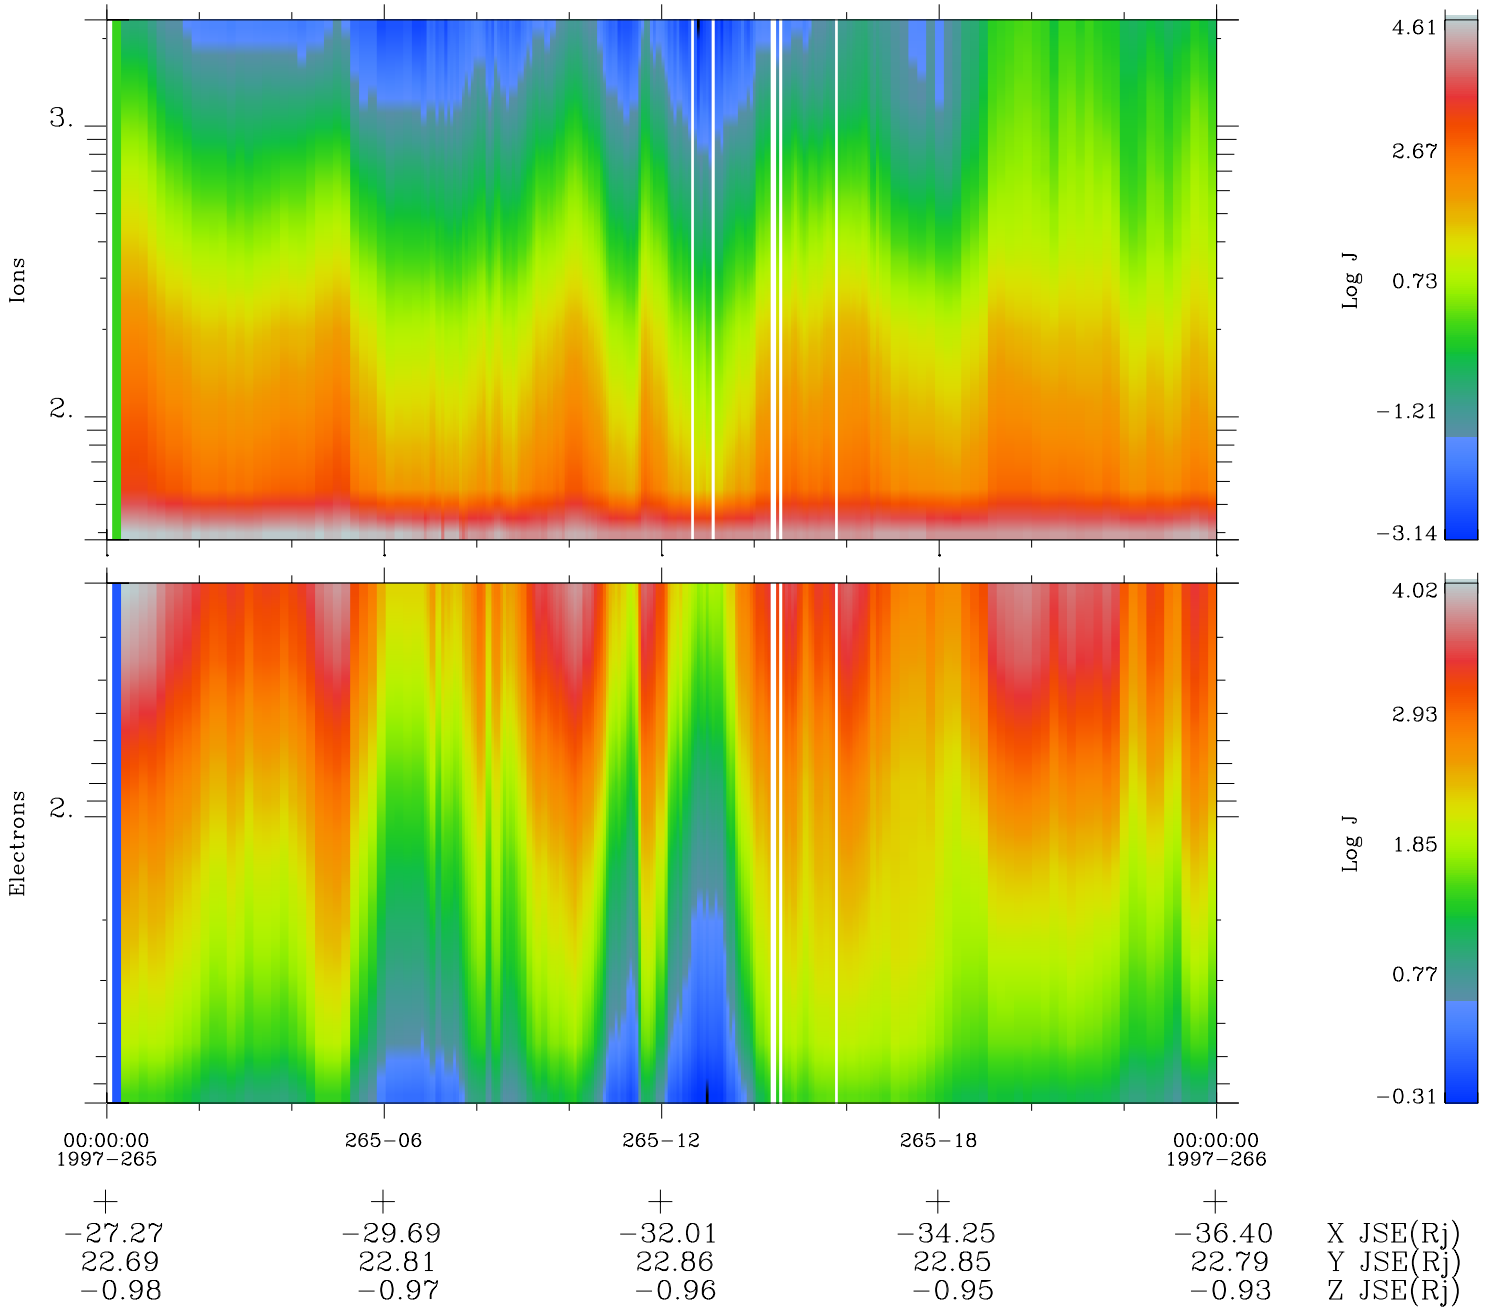 4.61
3.
2.67
Ions
Log J
0.73
2.
−1.21
−3.14
4.02
2.93
Electrons
2.
Log J
1.85
0.77
−0.31
00:00:00 265−06 265−12 265−18 00:00:00
1997−265 1997−266
−27.27 −29.69 −32.01 −34.25 −36.40 X JSE(Rj)
22.69 22.81 22.86 22.85 22.79 Y JSE(Rj)
−0.98 −0.97 −0.96 −0.95 −0.93 Z JSE(Rj)